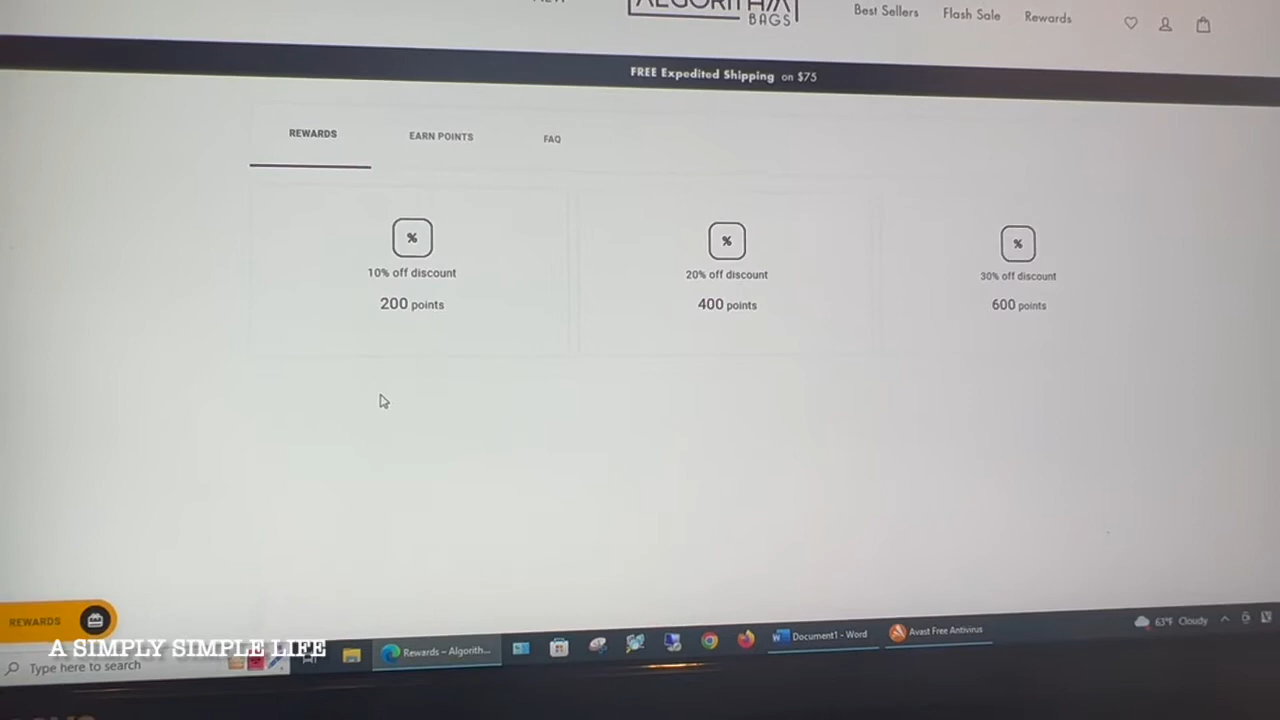 BAGS
Best Sellers
Flash Sale
Rewards
FREE Expedited Shipping on $75
REWARDS
EARN POINTS
FAQ
%
%
%
10% off discount
20% off discount
30% off discount
200 points
400 points
600 points
REWARDS
A SIMPLY SIMPLE LIFE
Type here to search
Rewards – Algorith...
Document1 - Word
Avast Free Antivirus
63°F Cloudy